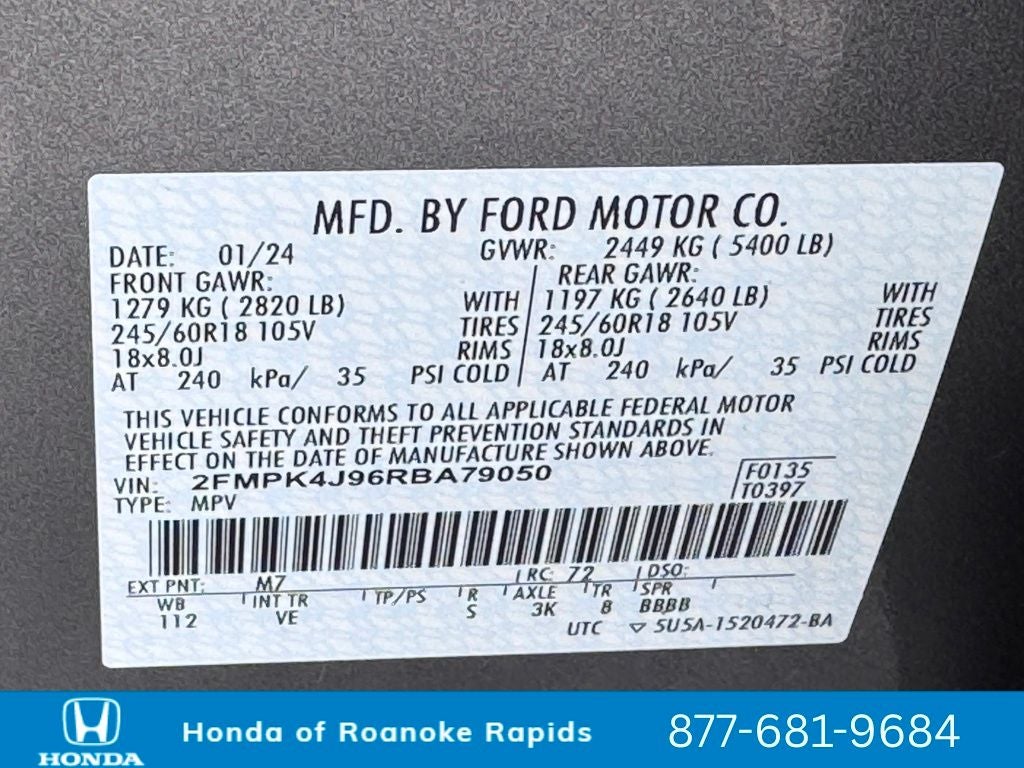 MFD. BY FORD MOTOR CO.
DATE: 01/24 GVWR: 2449 KG ( 5400 LB)
FRONT GAWR: REAR GAWR:
1279 KG ( 2820 LB) WITH 1197 KG ( 2640 LB) WITH
245/60R18 105V TIRES 245/60R18 105V TIRES
18x8.0J RIMS 18x8.0J RIMS
AT 240 kPa/ 35 PSI COLD AT 240 kPa/ 35 PSI COLD
THIS VEHICLE CONFORMS TO ALL APPLICABLE FEDERAL MOTOR
VEHICLE SAFETY AND THEFT PREVENTION STANDARDS IN
EFFECT ON THE DATE OF MANUFACTURE SHOWN ABOVE.
VIN: 2FMPK4J96RBA79050 F0135
TYPE: MPV T0397
EXT PNT: M7 RC: 72 DSO:
WB INT TR TP/PS R AXLE TR SPR
112 VE S 3K 8 BBBB
UTC ▽ 5U5A-1520472-BA
HONDA
Honda of Roanoke Rapids
877-681-9684